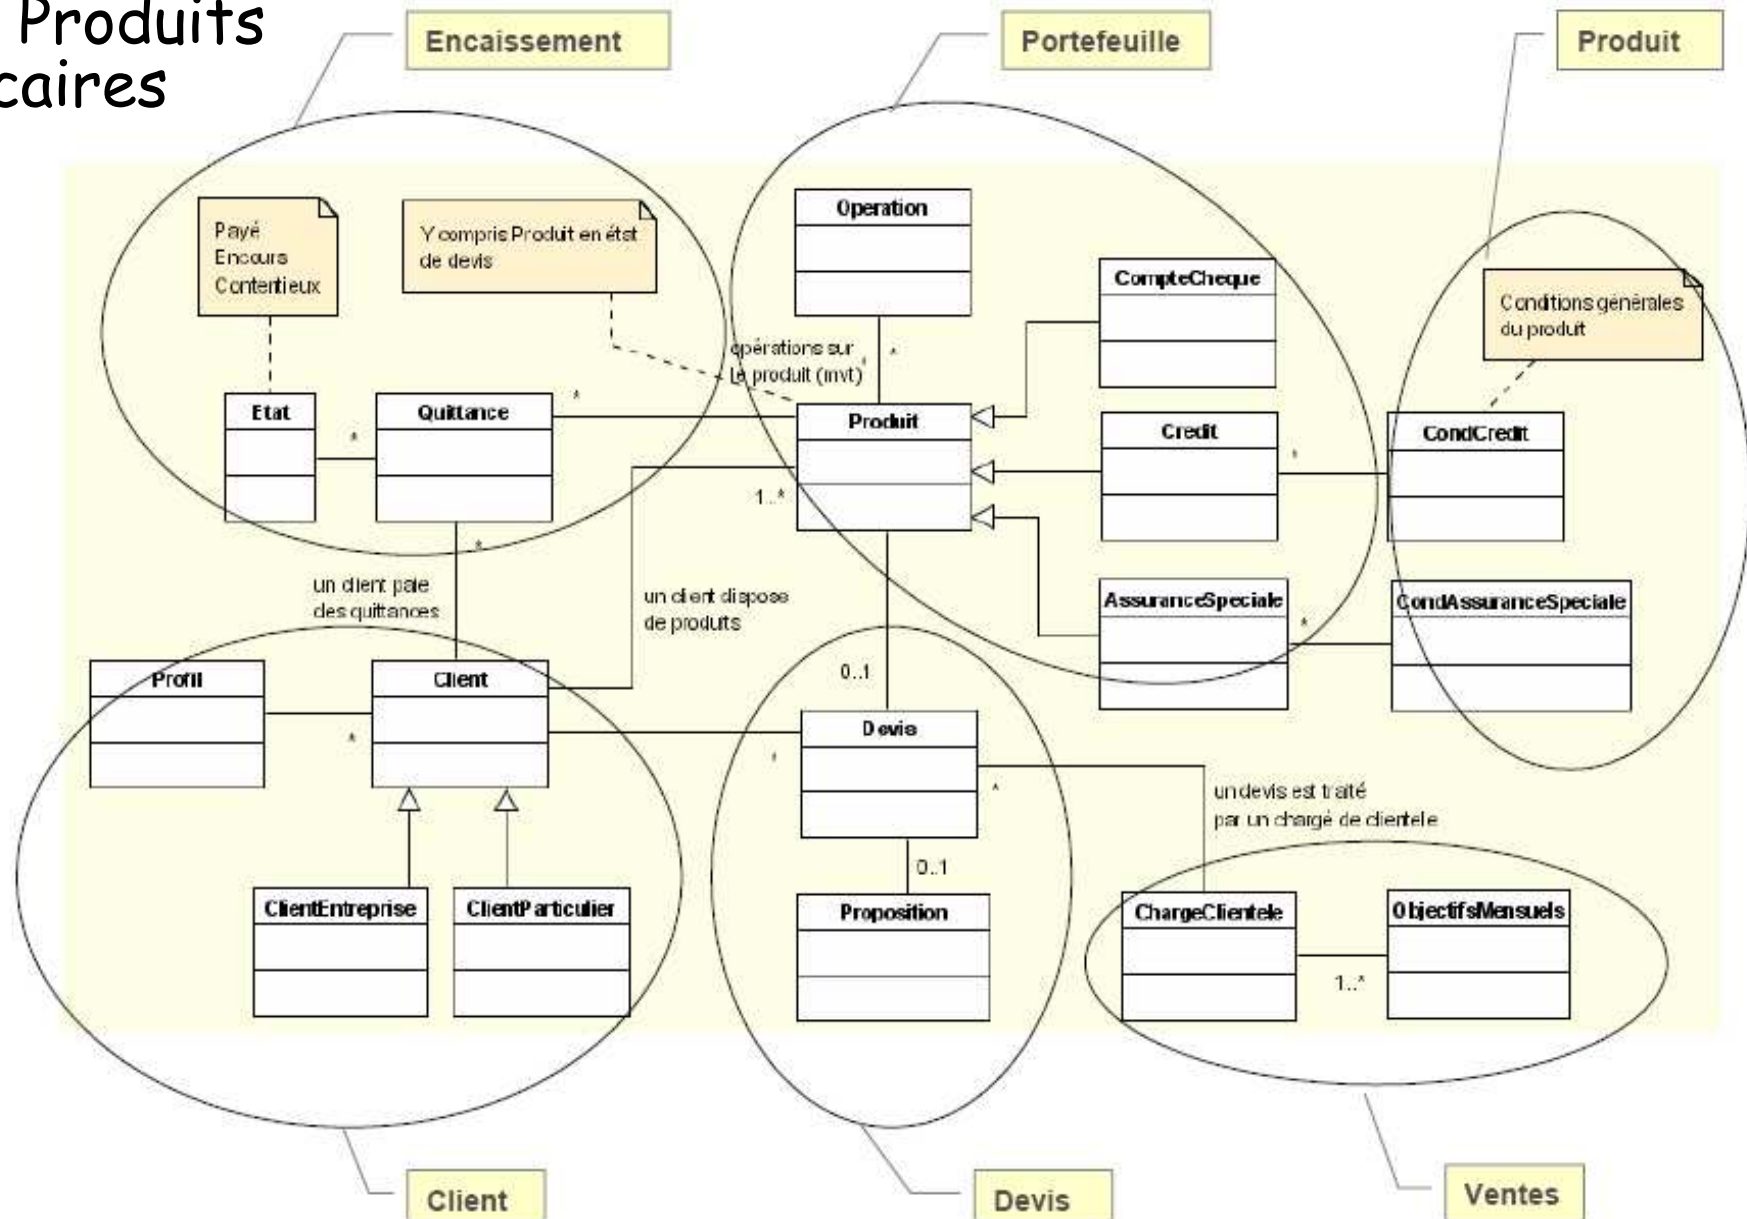 Produits
caires
Encaissement
Portefeuille
Produit
Payé
Encours
Contentieux
Y compris Produit en état
de devis
Operation
CompteCheque
Conditions générales
du produit
opérations sur
le produit (mvt)
*
*
Etat
*
Quittance
*
Produit
1..*
Credit
*
CondCredit
*
un client paie
des quittances
un client dispose
de produits
AssuranceSpeciale
*
CondAssuranceSpeciale
Profil
*
Client
0..1
*
Devis
*
un devis est traité
par un chargé de clientele
0..1
ClientEntreprise
ClientParticulier
Proposition
ChargeClientele
1..*
ObjectifsMensuels
Client
Devis
Ventes